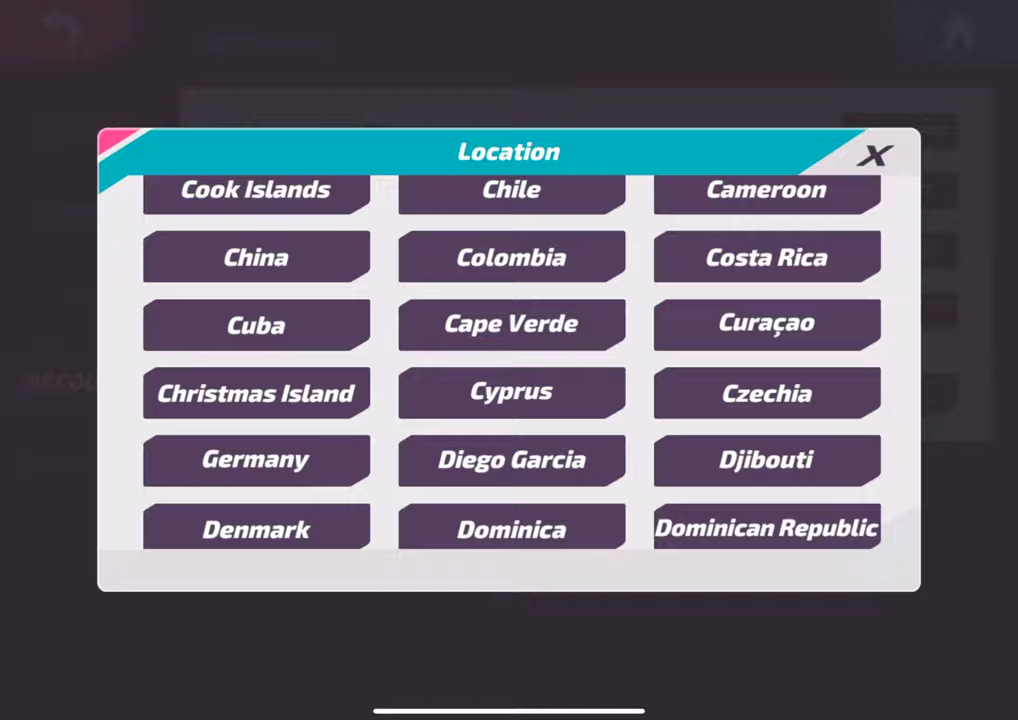 Location
X
Cook Islands
Chile
Cameroon
China
Colombia
Costa Rica
Cuba
Cape Verde
Curaçao
Christmas Island
Cyprus
Czechia
Germany
Diego Garcia
Djibouti
Denmark
Dominica
Dominican Republic